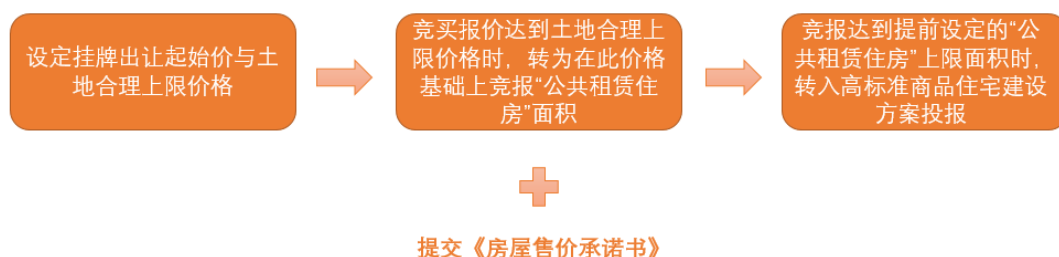 设定挂牌出让起始价与土
地合理上限价格
竞买报价达到土地合理上
限价格时，转为在此价格
基础上竞报“公共租赁住
房”面积
竞报达到提前设定的“公
共租赁住房”上限面积时，
转入高标准商品住宅建设
方案投报
提交《房屋售价承诺书》